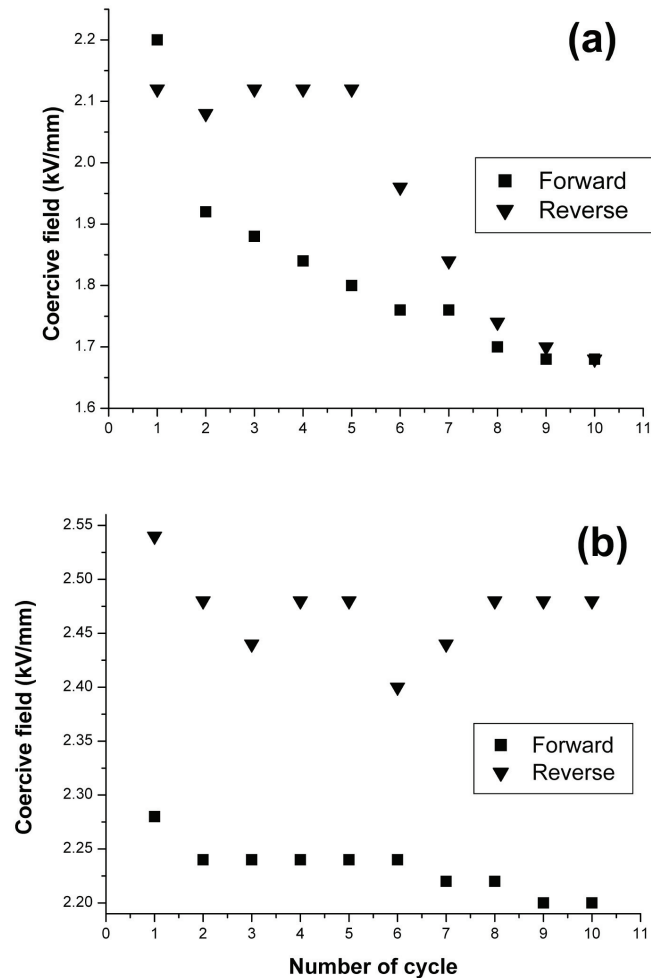 (a)
Coercive field (kV/mm)
2.2
2.1
2.0
1.9
1.8
1.7
1.6
Forward
Reverse
0 1 2 3 4 5 6 7 8 9 10 11
(b)
Coercive field (kV/mm)
2.55
2.50
2.45
2.40
2.35
2.30
2.25
2.20
Forward
Reverse
0 1 2 3 4 5 6 7 8 9 10 11
Number of cycle